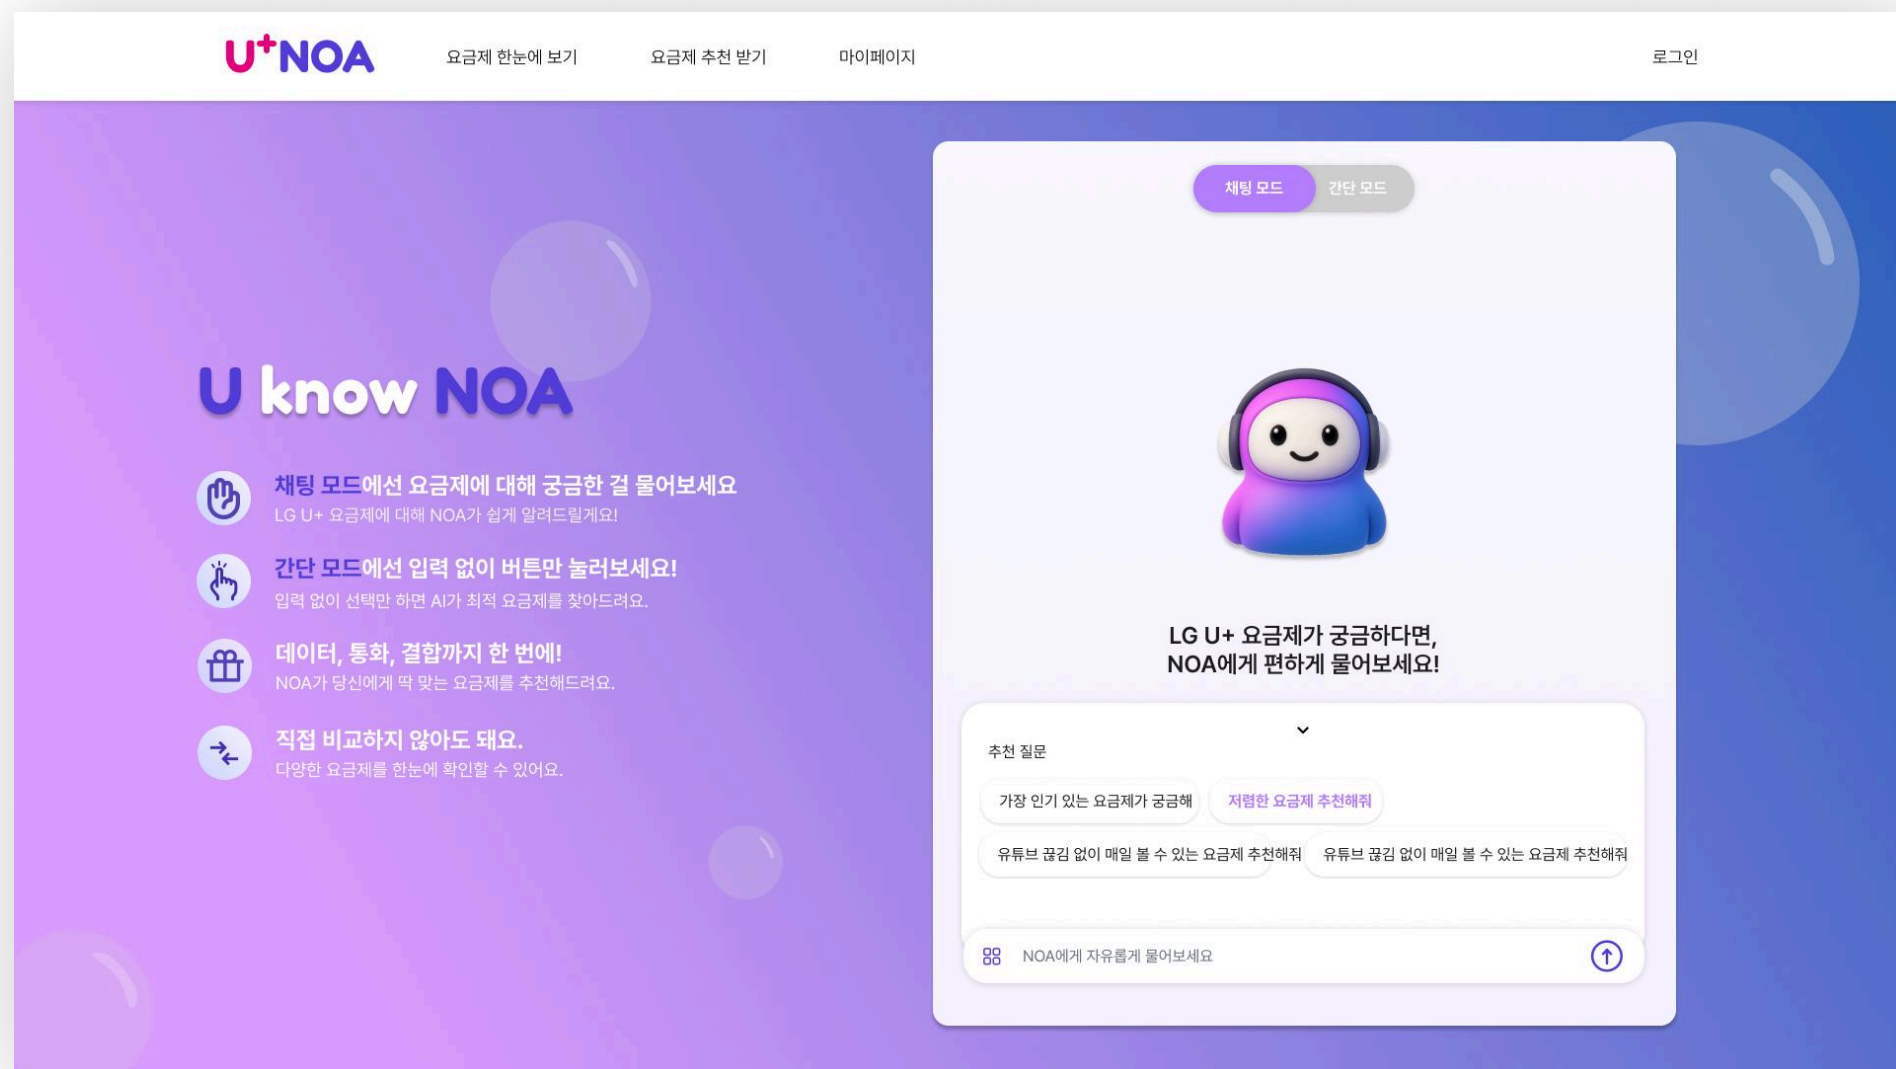 U+NOA
요금제 한눈에 보기
요금제 추천 받기
마이페이지
로그인
U know NOA
채팅 모드에선 요금제에 대해 궁금한 걸 물어보세요
LG U+ 요금제에 대해 NOA가 쉽게 알려드릴게요!
간단 모드에선 입력 없이 버튼만 눌러보세요!
입력 없이 선택만 하면 AI가 최적 요금제를 찾아드려요.
데이터, 통화, 결합까지 한 번에!
NOA가 당신에게 딱 맞는 요금제를 추천해드려요.
직접 비교하지 않아도 돼요.
다양한 요금제를 한눈에 확인할 수 있어요.
채팅 모드
간단 모드
LG U+ 요금제가 궁금하다면,
NOA에게 편하게 물어보세요!
추천 질문
가장 인기 있는 요금제가 궁금해
저렴한 요금제 추천해줘
유튜브 끊김 없이 매일 볼 수 있는 요금제 추천해줘
유튜브 끊김 없이 매일 볼 수 있는 요금제 추천해줘
NOA에게 자유롭게 물어보세요